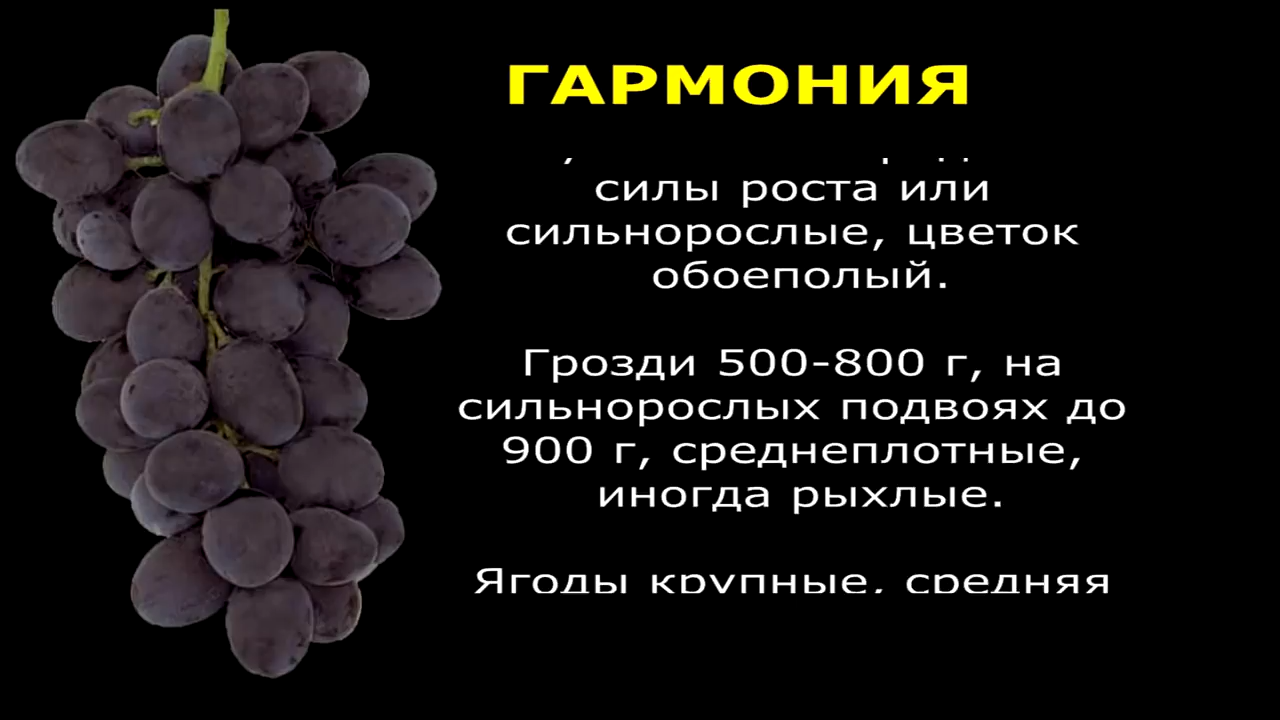 ГАРМОНИЯ
силы роста или
сильнорослые, цветок
обоеполый.
Грозди 500-800 г, на
сильнорослых подвоях до
900 г, среднеплотные,
иногда рыхлые.
Ягоды крупные, средняя